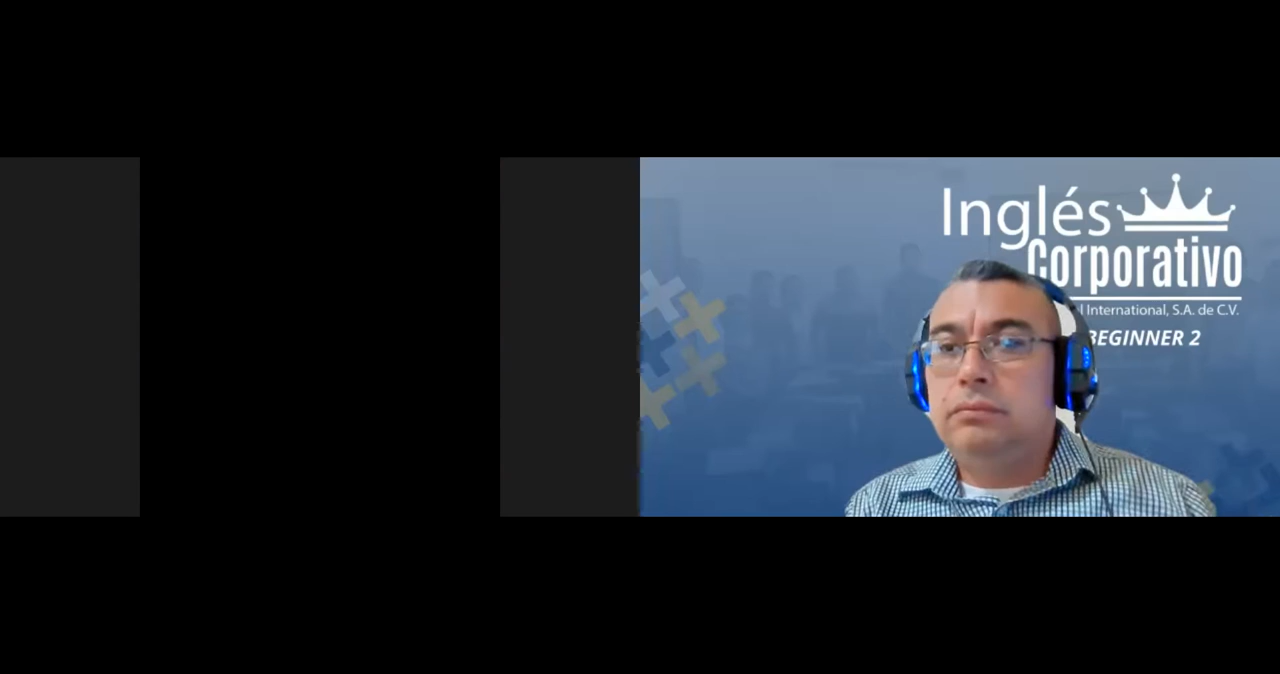 Inglés
Corporativo
International, S.A. de C.V.
BEGINNER 2